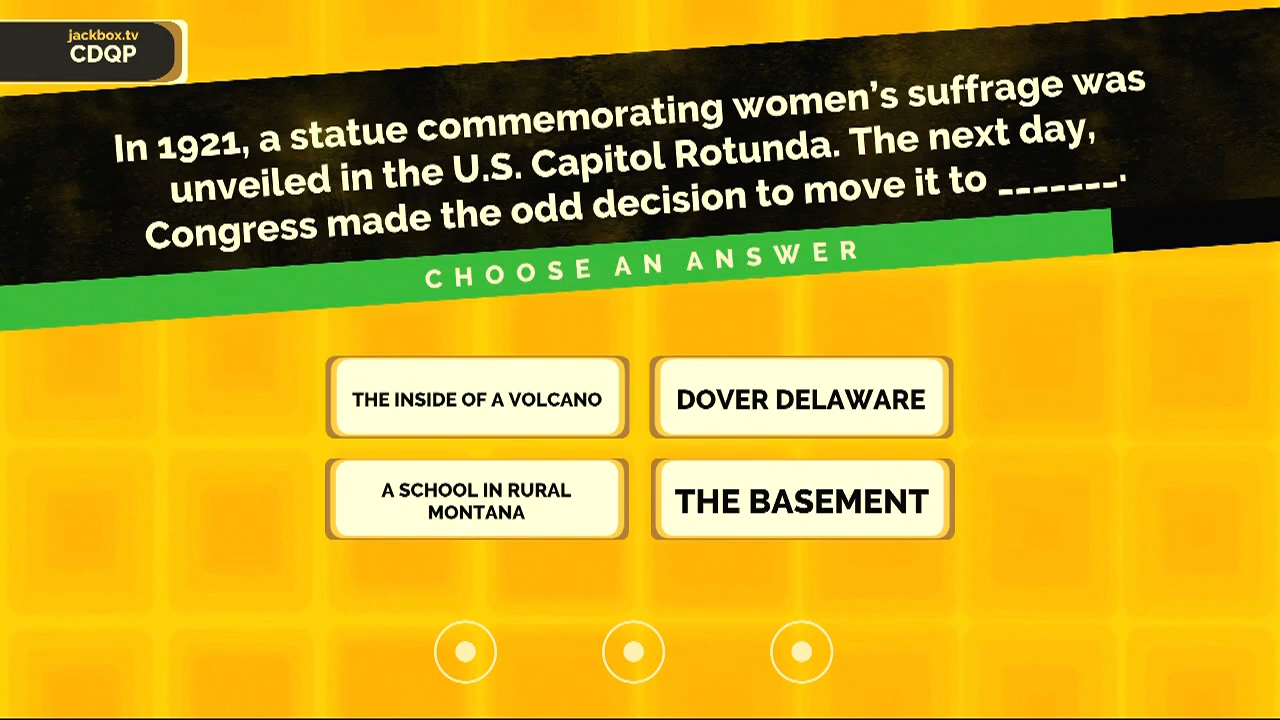 jackbox.tv
CDQP
In 1921, a statue commemorating women’s suffrage was
unveiled in the U.S. Capitol Rotunda. The next day,
Congress made the odd decision to move it to _______.
CHOOSE AN ANSWER
THE INSIDE OF A VOLCANO
DOVER DELAWARE
A SCHOOL IN RURAL
MONTANA
THE BASEMENT